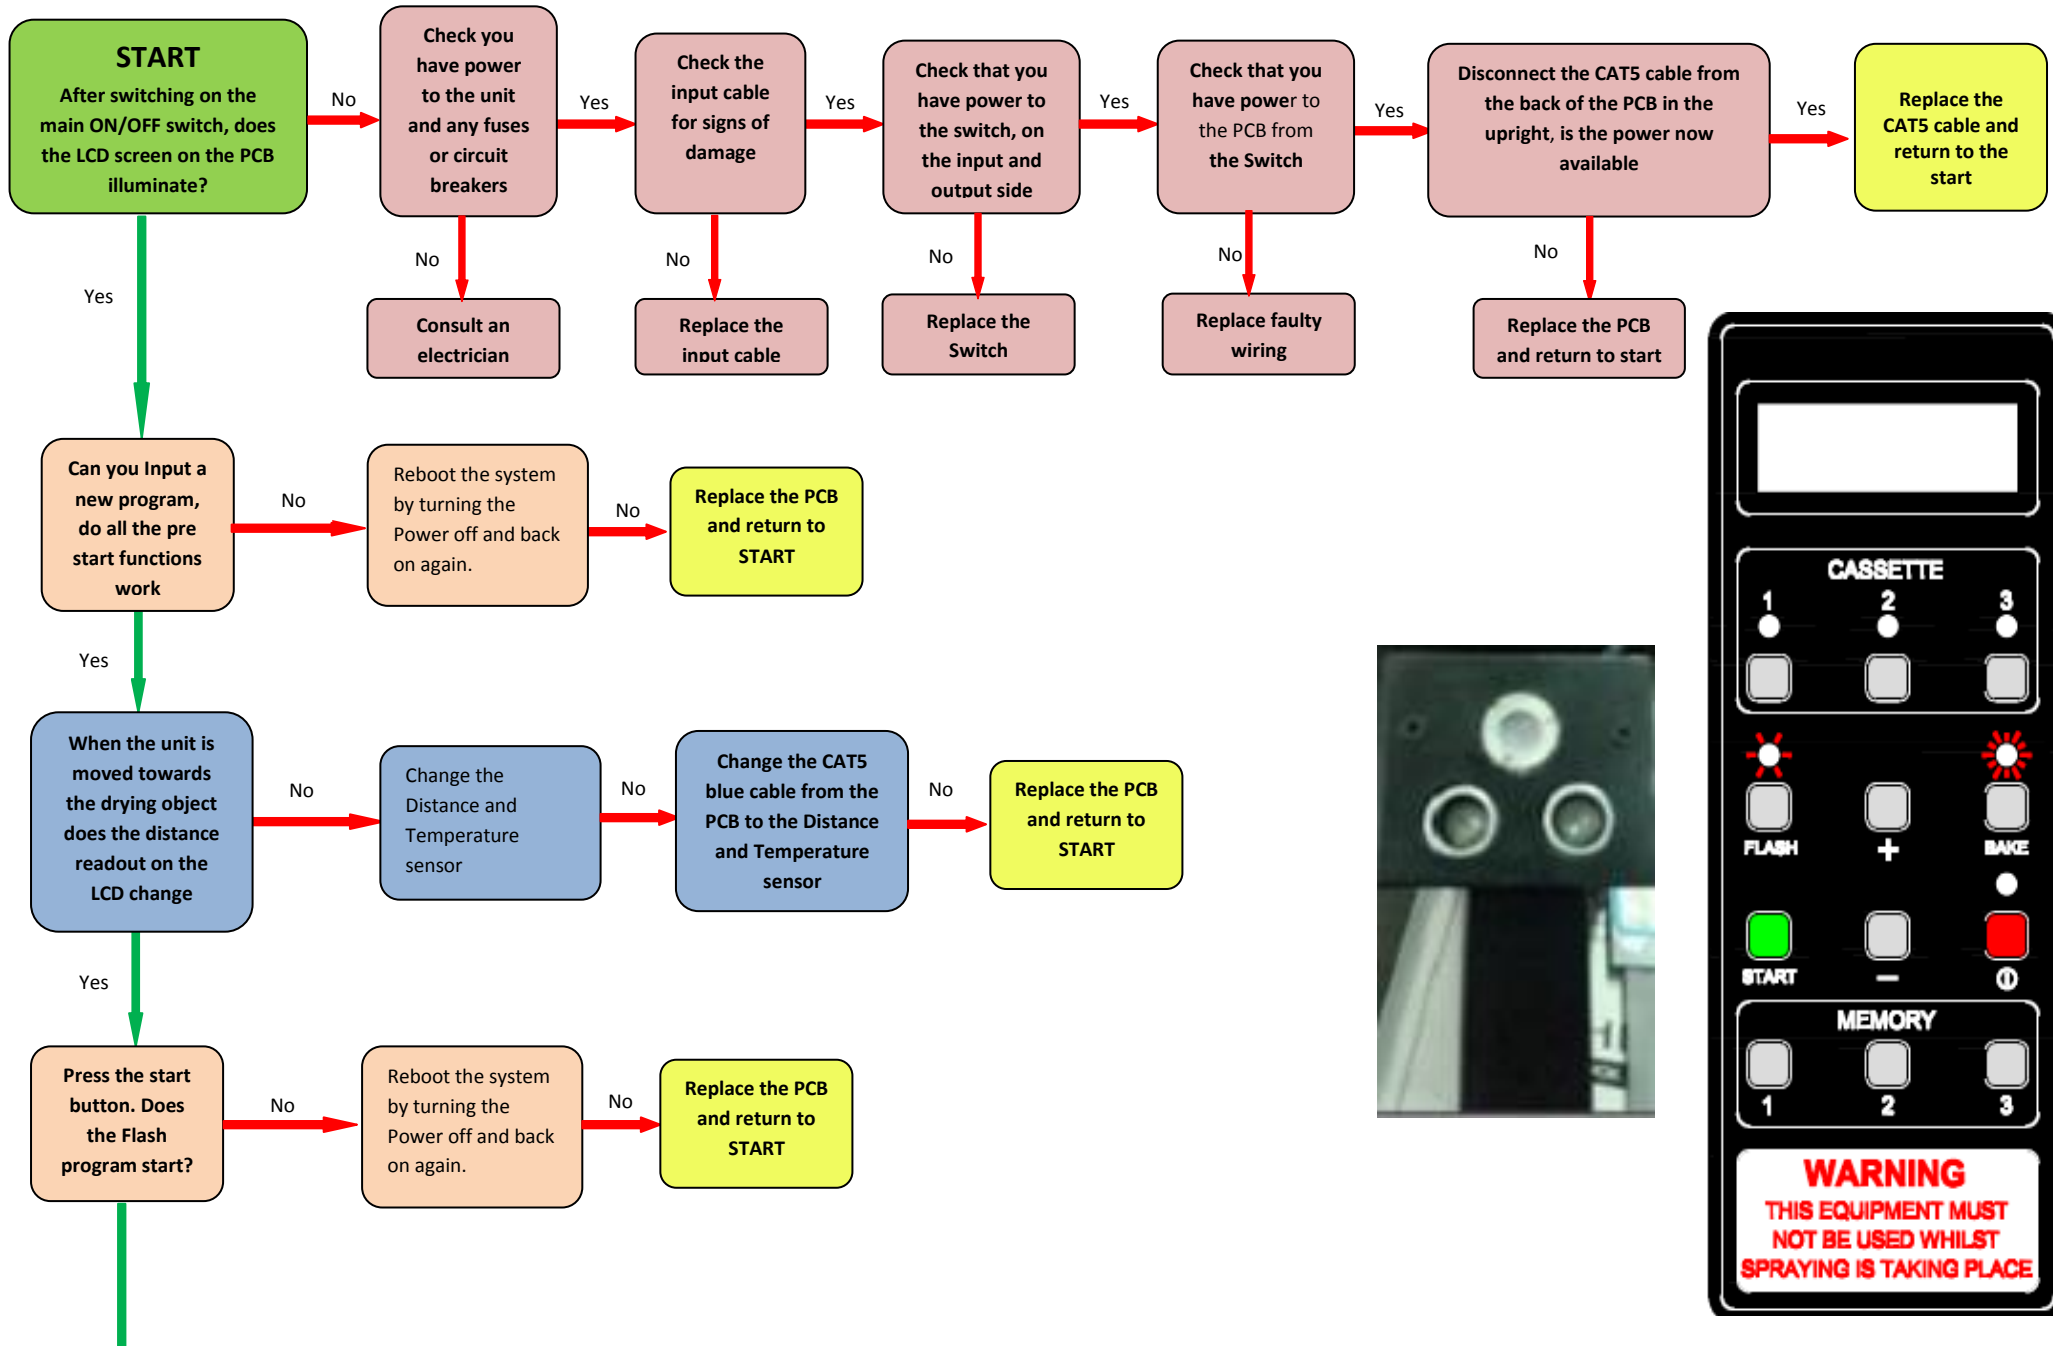 START
After switching on the
main ON/OFF switch, does
the LCD screen on the PCB
illuminate?
No
Check you
have power
to the unit
and any fuses
or circuit
breakers
Yes
Check the
input cable
for signs of
damage
Yes
Check that you
have power to
the switch, on
the input and
output side
Yes
Check that you
have power to
the PCB from
the Switch
Yes
Disconnect the CAT5 cable from
the back of the PCB in the
upright, is the power now
available
Yes
Replace the
CAT5 cable and
return to the
start
No
No
No
No
No
Yes
Consult an
electrician
Replace the
input cable
Replace the
Switch
Replace faulty
wiring
Replace the PCB
and return to start
Can you Input a
new program,
do all the pre
start functions
work
No
Reboot the system
by turning the
Power off and back
on again.
No
Replace the PCB
and return to
START
Yes
When the unit is
moved towards
the drying object
does the distance
readout on the
LCD change
No
Change the
Distance and
Temperature
sensor
No
Change the CAT5
blue cable from the
PCB to the Distance
and Temperature
sensor
No
Replace the PCB
and return to
START
Yes
Press the start
button. Does
the Flash
program start?
No
Reboot the system
by turning the
Power off and back
on again.
No
Replace the PCB
and return to
START
CASSETTE
1 2 3
FLASH + BAKE
START −
MEMORY
1 2 3
WARNING
THIS EQUIPMENT MUST
NOT BE USED WHILST
SPRAYING IS TAKING PLACE